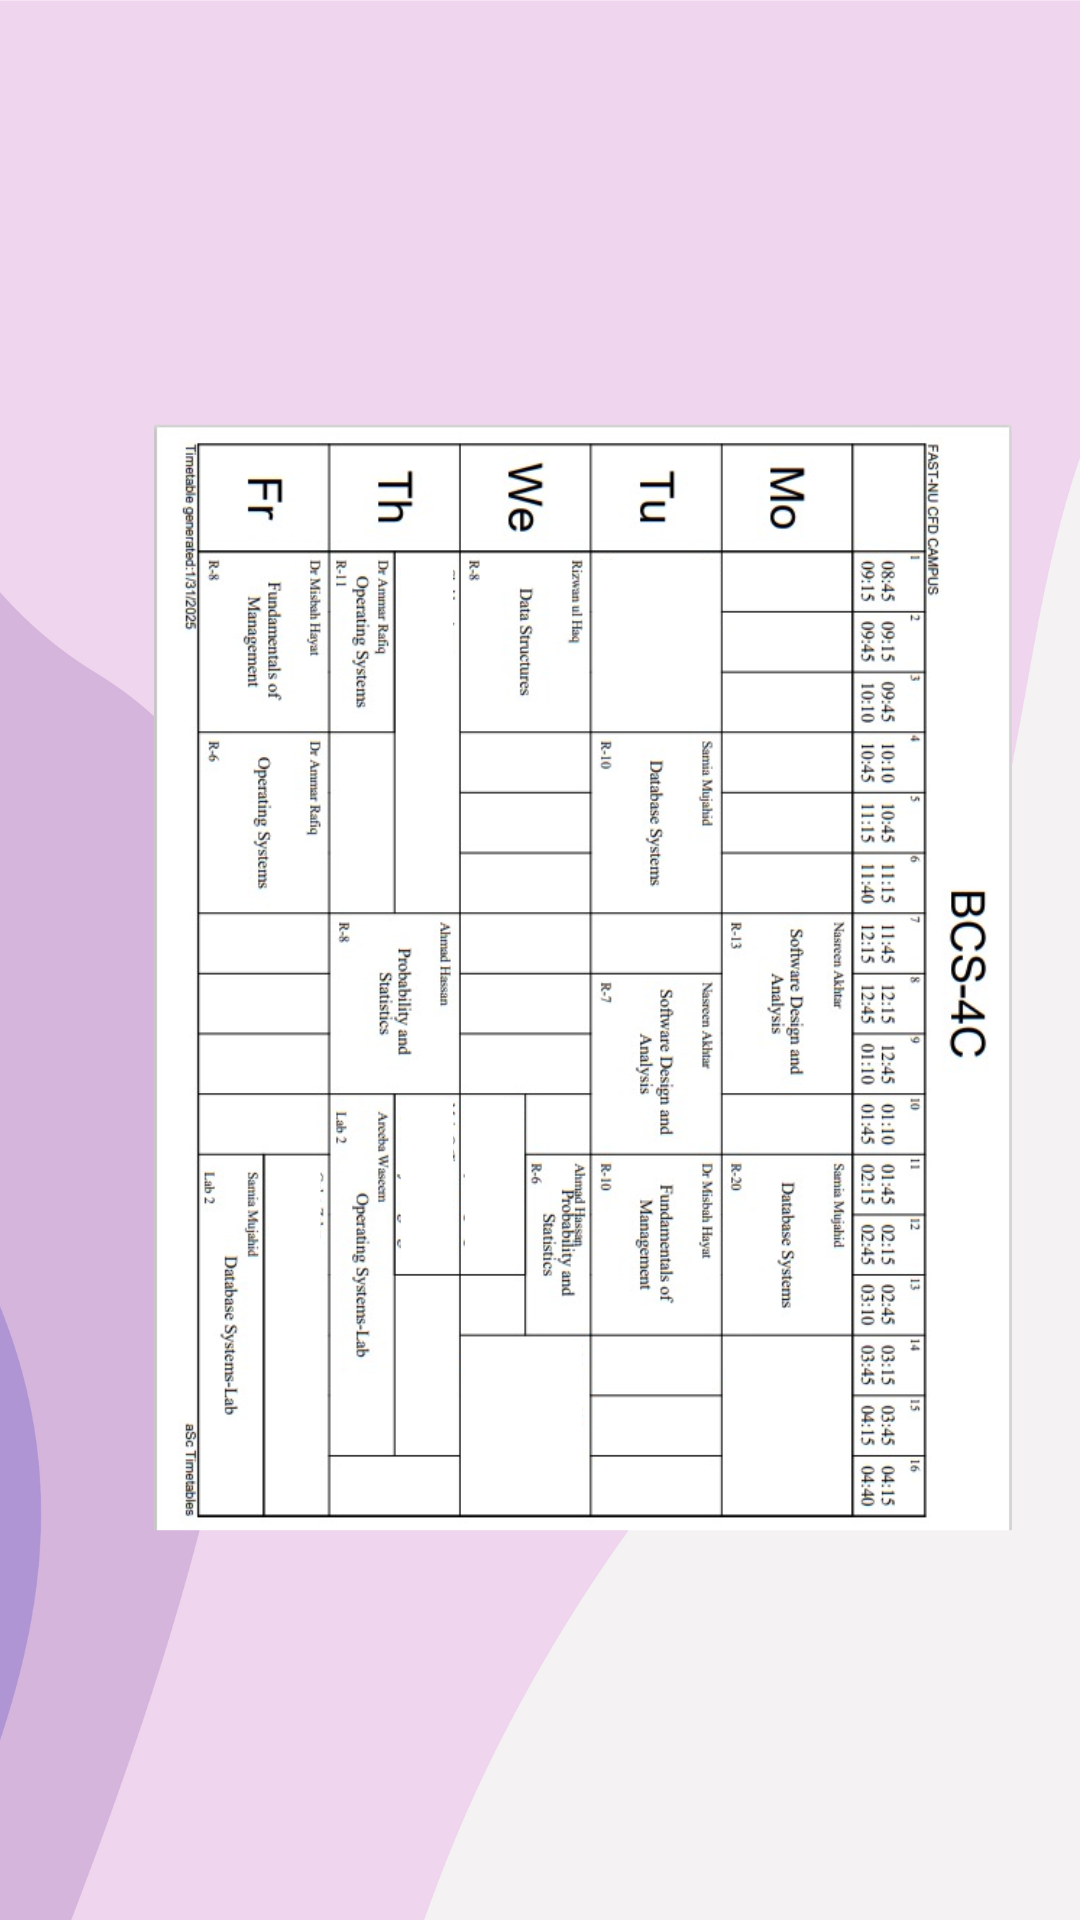 BCS-4C
FAST-NU CFD CAMPUS
1
08:45
09:15
2
09:15
09:45
3
09:45
10:10
4
10:10
10:45
5
10:45
11:15
6
11:15
11:40
7
11:45
12:15
8
12:15
12:45
9
12:45
01:10
10
01:10
01:45
11
01:45
02:15
12
02:15
02:45
13
02:45
03:10
14
03:15
03:45
15
03:45
04:15
16
04:15
04:40
Mo
Nasreen Akhtar
Software Design and
Analysis
R-13
Samia Mujahid
Database Systems
R-20
Tu
Samia Mujahid
Database Systems
R-10
Nasreen Akhtar
Software Design and
Analysis
R-7
Dr Misbah Hayat
Fundamentals of
Management
R-10
We
Rizwan ul Haq
Data Structures
R-8
Ahmad Hassan
Probability and
Statistics
R-6
Th
Dr Ammar Rafiq
Operating Systems
R-11
Ahmad Hassan
Probability and
Statistics
R-8
Areeba Waseem
Operating Systems-Lab
Lab 2
Fr
Dr Misbah Hayat
Fundamentals of
Management
R-8
Dr Ammar Rafiq
Operating Systems
R-6
Samia Mujahid
Database Systems-Lab
Lab 2
Timetable generated:1/31/2025
aSc Timetables